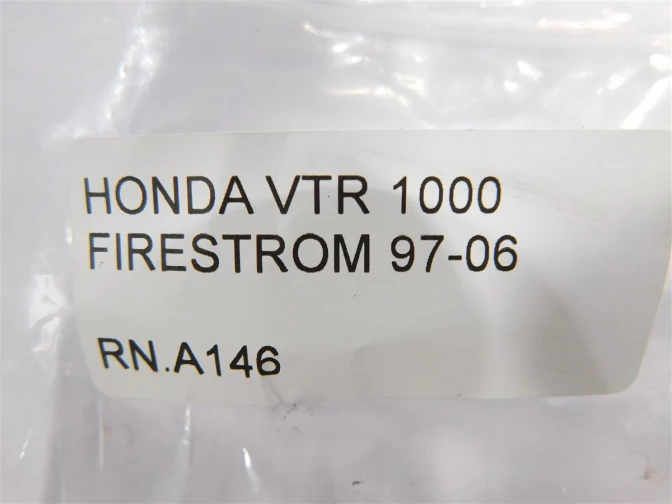 HONDA VTR 1000
FIRESTROM 97-06
RN.A146